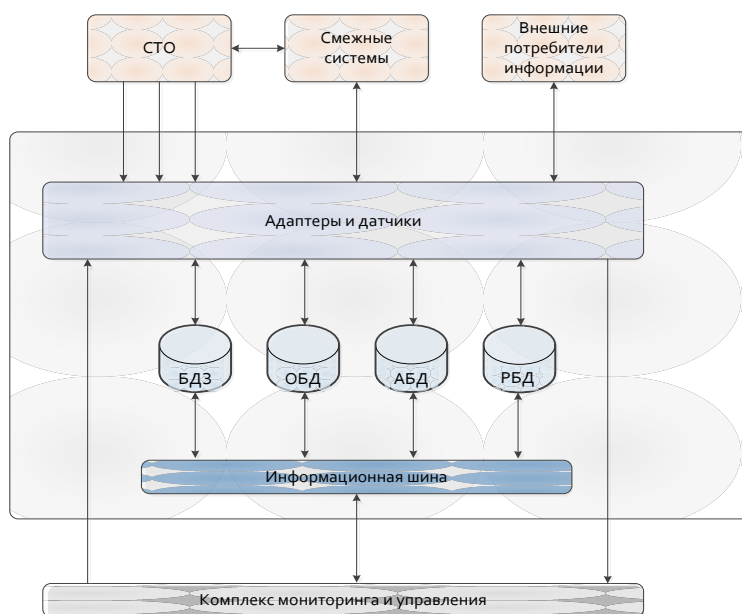 СТО
Смежные
системы
Внешние
потребители
информации
Адаптеры и датчики
БДЗ
ОБД
АБД
РБД
Информационная шина
Комплекс мониторинга и управления